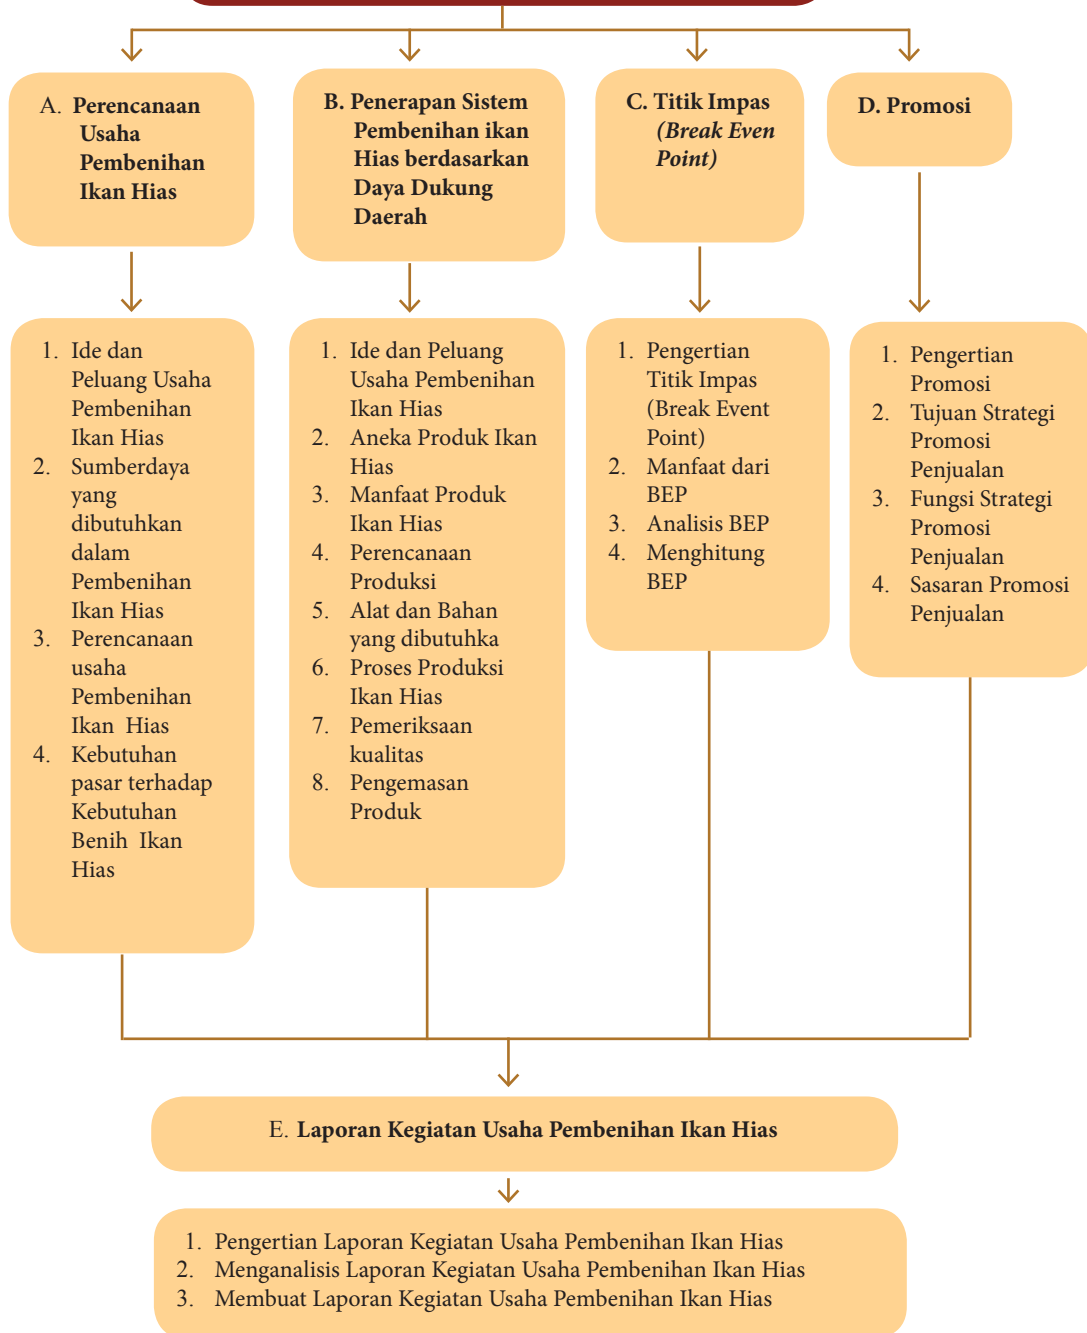 A. Perencanaan
Usaha
Pembenihan
Ikan Hias
B. Penerapan Sistem
Pembenihan ikan
Hias berdasarkan
Daya Dukung
Daerah
C. Titik Impas
(Break Even
Point)
D. Promosi
1. Ide dan
Peluang Usaha
Pembenihan
Ikan Hias
2. Sumberdaya
yang
dibutuhkan
dalam
Pembenihan
Ikan Hias
3. Perencanaan
usaha
Pembenihan
Ikan Hias
4. Kebutuhan
pasar terhadap
Kebutuhan
Benih Ikan
Hias
1. Ide dan Peluang
Usaha Pembenihan
Ikan Hias
2. Aneka Produk Ikan
Hias
3. Manfaat Produk
Ikan Hias
4. Perencanaan
Produksi
5. Alat dan Bahan
yang dibutuhka
6. Proses Produksi
Ikan Hias
7. Pemeriksaan
kualitas
8. Pengemasan
Produk
1. Pengertian
Titik Impas
(Break Event
Point)
2. Manfaat dari
BEP
3. Analisis BEP
4. Menghitung
BEP
1. Pengertian
Promosi
2. Tujuan Strategi
Promosi
Penjualan
3. Fungsi Strategi
Promosi
Penjualan
4. Sasaran Promosi
Penjualan
E. Laporan Kegiatan Usaha Pembenihan Ikan Hias
1. Pengertian Laporan Kegiatan Usaha Pembenihan Ikan Hias
2. Menganalisis Laporan Kegiatan Usaha Pembenihan Ikan Hias
3. Membuat Laporan Kegiatan Usaha Pembenihan Ikan Hias